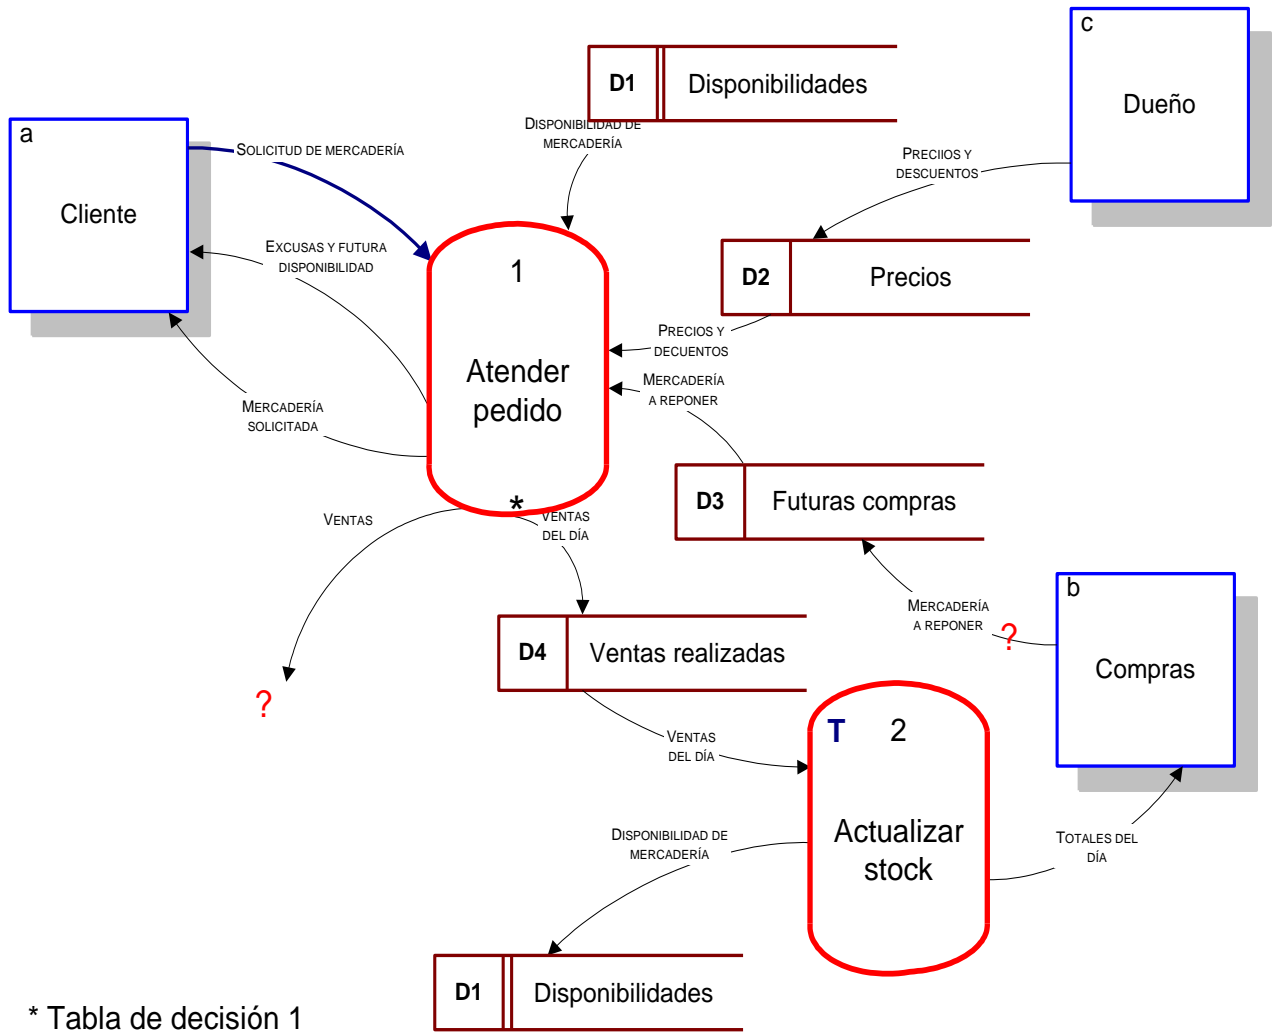 c
D1 Disponibilidades
Dueño
a
DISPONIBILIDAD DE
MERCADERÍA
SOLICITUD DE MERCADERÍA
PRECIIOS Y
DESCUENTOS
Cliente
EXCUSAS Y FUTURA
DISPONIBILIDAD
1
D2 Precios
PRECIOS Y
DECUENTOS
Atender
pedido
MERCADERÍA
A REPONER
MERCADERÍA
SOLICITADA
D3 Futuras compras
*
VENTAS
VENTAS
DEL DÍA
b
MERCADERÍA
A REPONER
?
D4 Ventas realizadas
Compras
?
T 2
VENTAS
DEL DÍA
Actualizar
stock
DISPONIBILIDAD DE
MERCADERÍA
TOTALES DEL
DÍA
D1 Disponibilidades
* Tabla de decisión 1